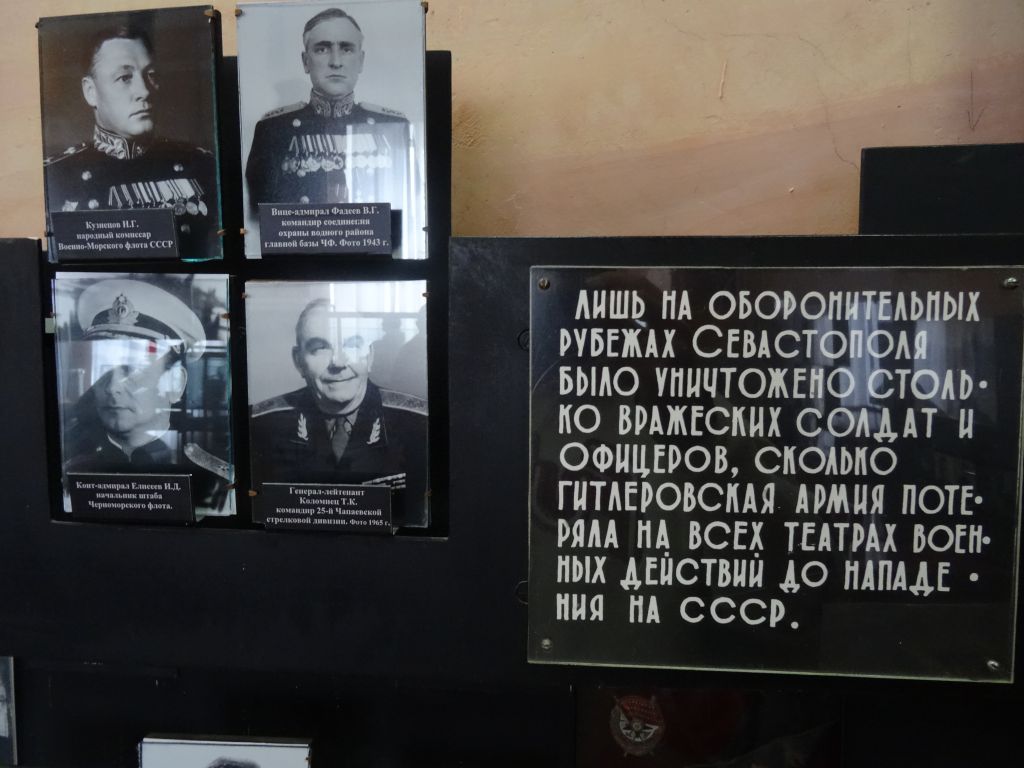 Кузнецов Н.Г.
народный комиссар
Военно-Морского флота СССР
Вице-адмирал Фадеев В.Г.
командир соединения
охраны водного района
главной базы ЧФ. Фото 1943 г.
Конт-адмирал Елисеев И.Д.
начальник штаба
Черноморского флота.
Генерал-лейтенант
Коломиец Т.К.
командир 25-й Чапаевской
стрелковой дивизии. Фото 1965 г.
ЛИШЬ НА ОБОРОНИТЕЛЬНЫХ
РУБЕЖАХ СЕВАСТОПОЛЯ
БЫЛО УНИЧТОЖЕНО СТОЛЬ-
КО ВРАЖЕСКИХ СОЛДАТ И
ОФИЦЕРОВ, СКОЛЬКО
ГИТЛЕРОВСКАЯ АРМИЯ ПОТЕ-
РЯЛА НА ВСЕХ ТЕАТРАХ ВОЕН-
НЫХ ДЕЙСТВИЙ ДО НАПАДЕ -
НИЯ НА СССР.